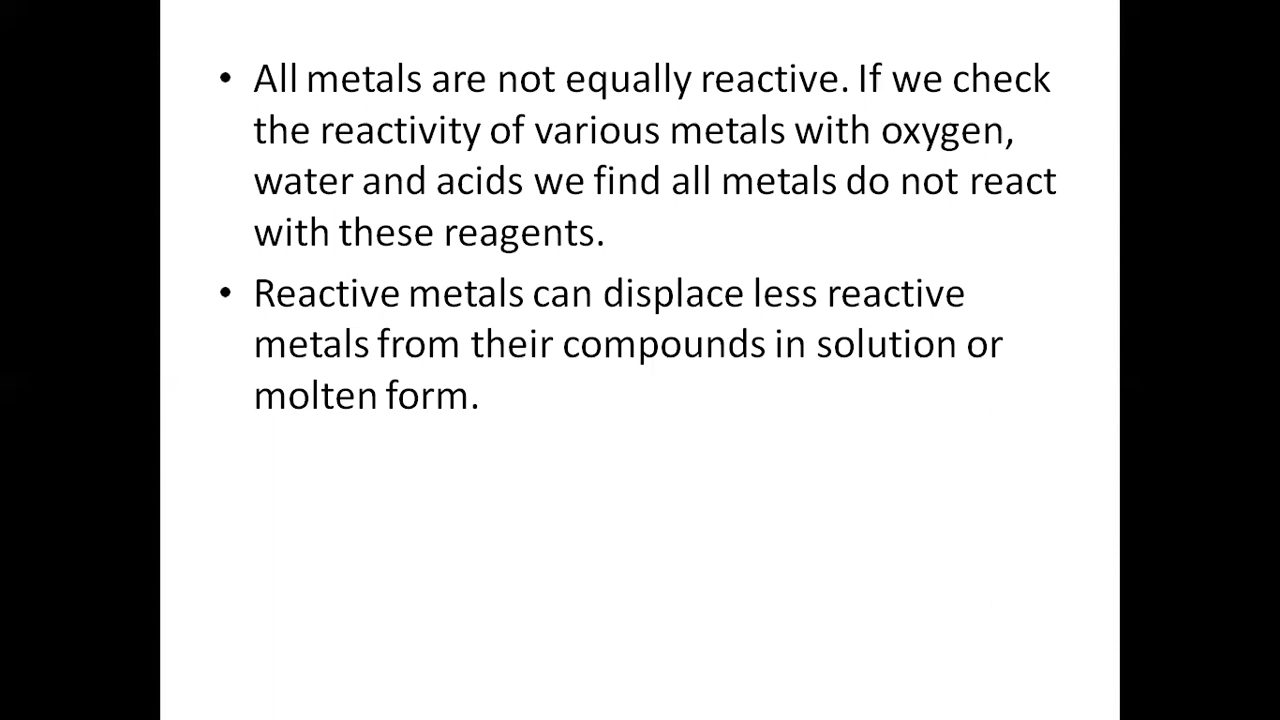 • All metals are not equally reactive. If we check
the reactivity of various metals with oxygen,
water and acids we find all metals do not react
with these reagents.
• Reactive metals can displace less reactive
metals from their compounds in solution or
molten form.